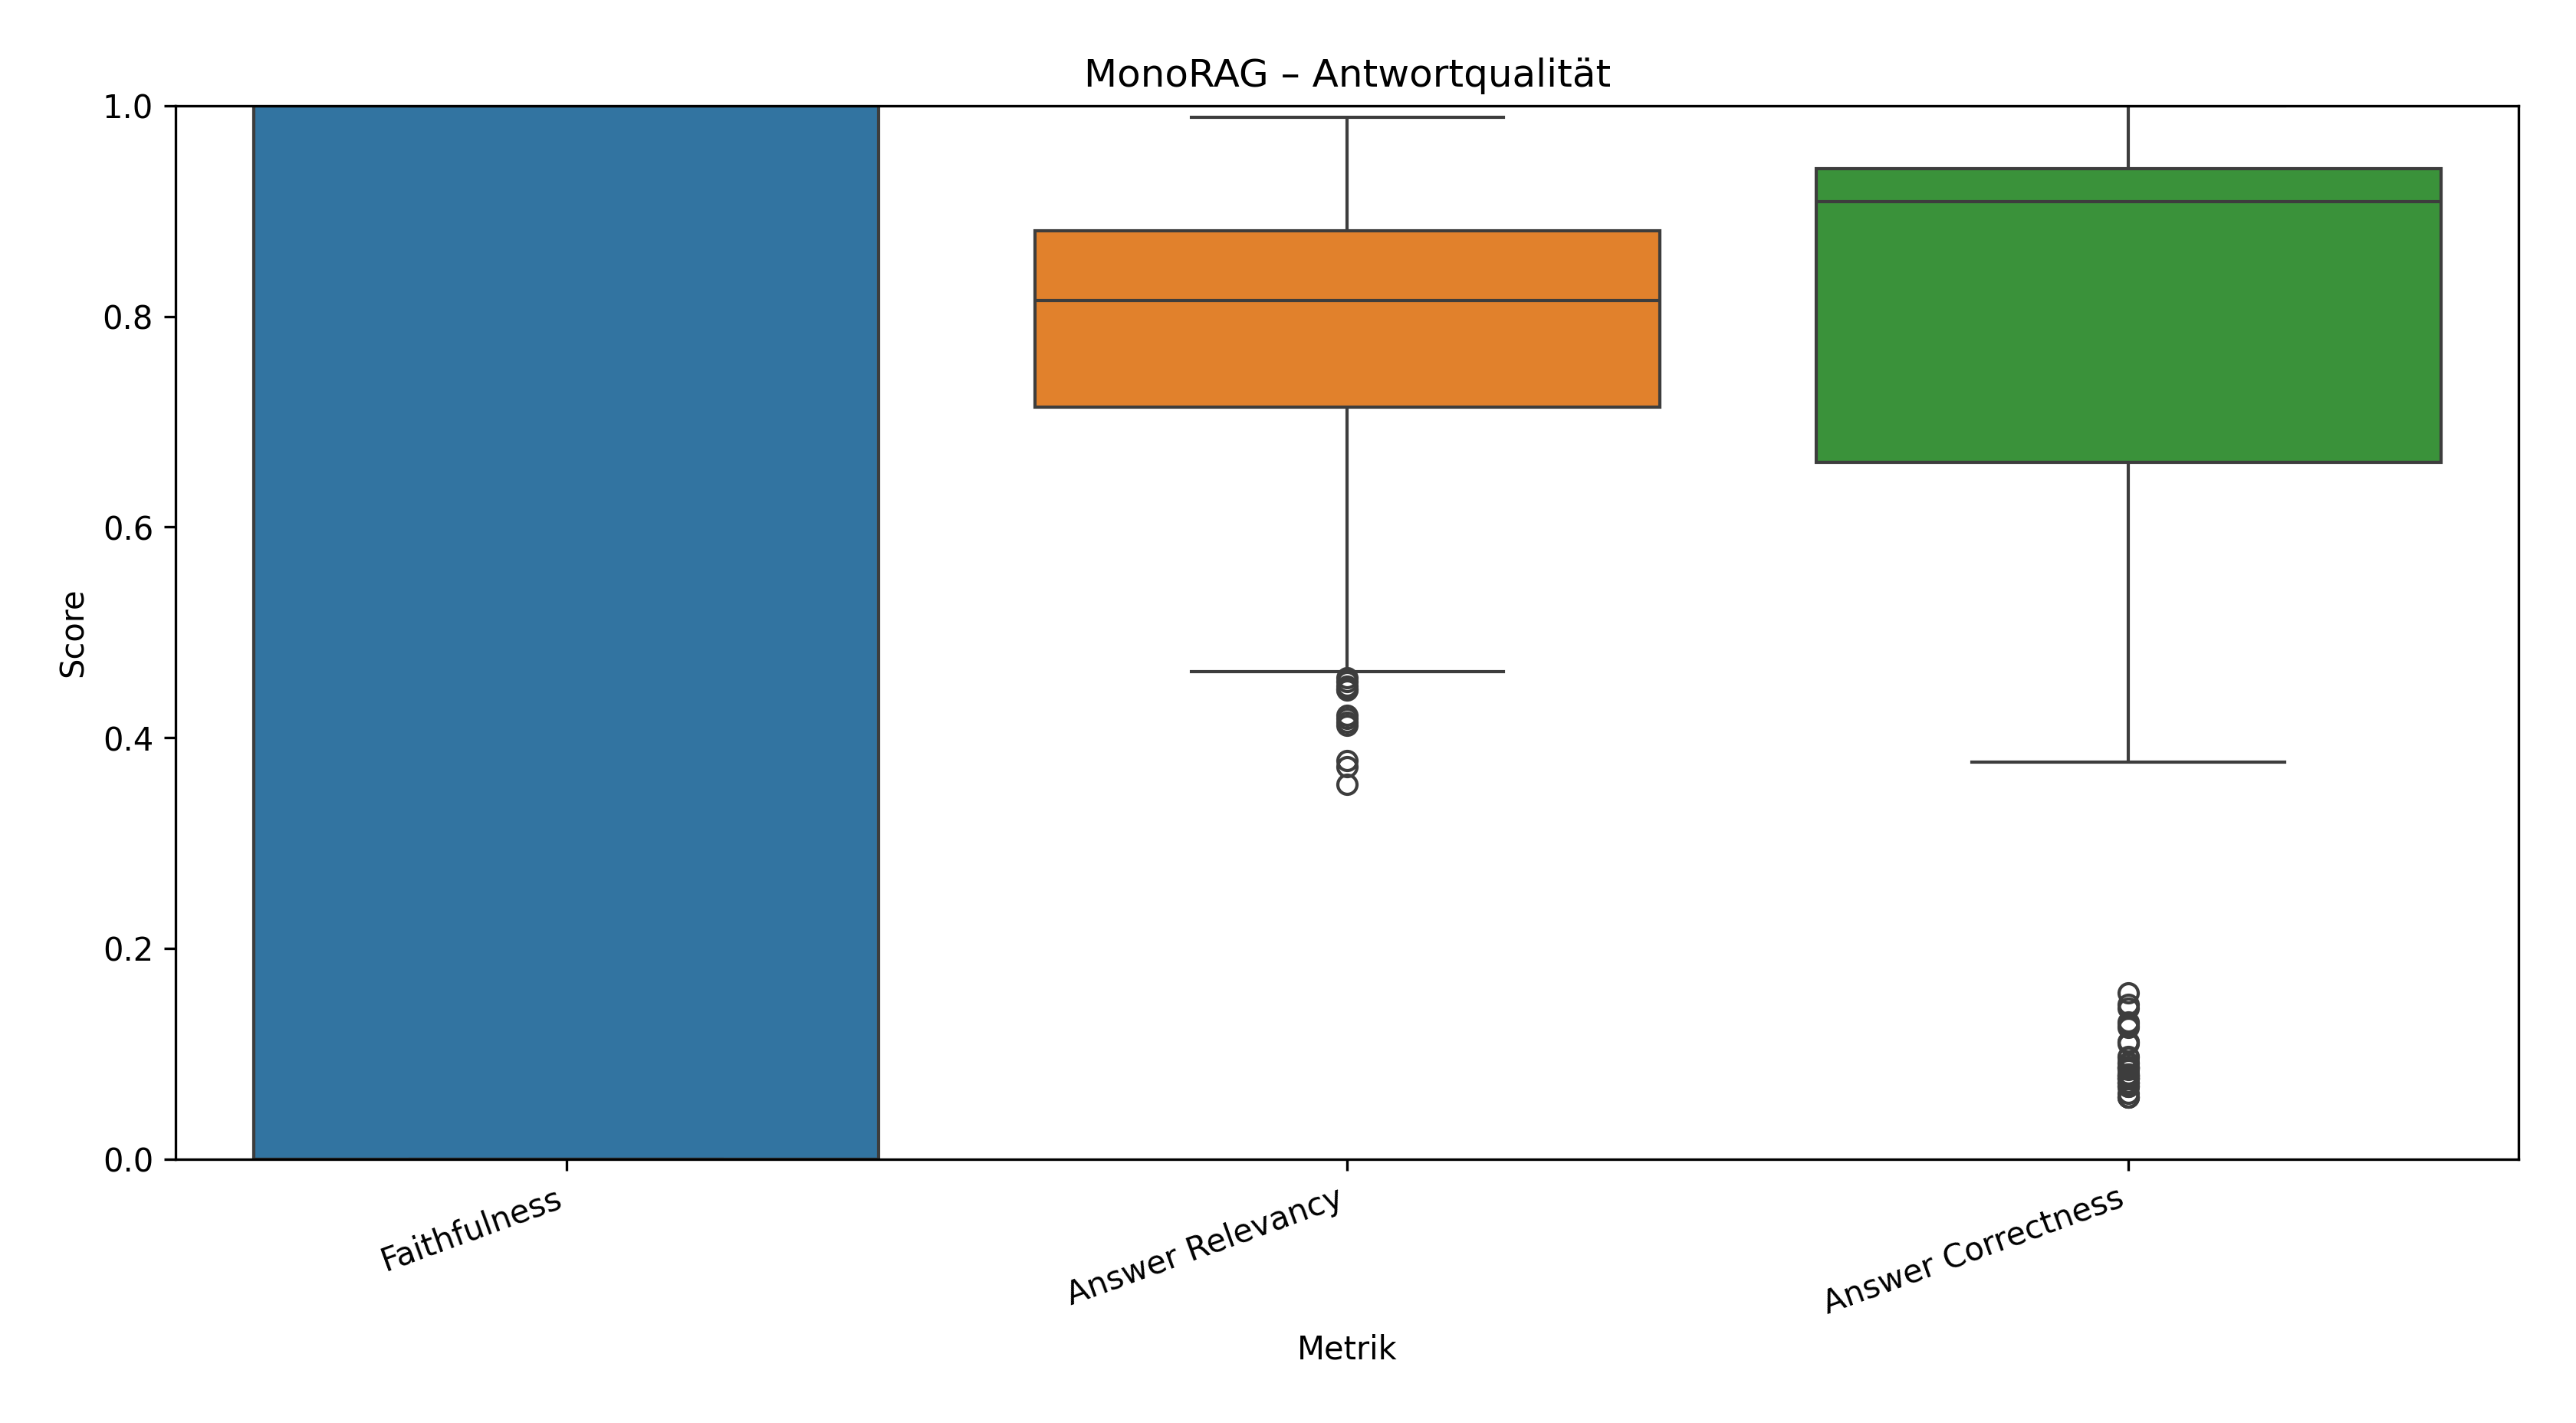 MonoRAG – Antwortqualität
1.0
0.8
0.6
0.4
0.2
0.0
Score
Faithfulness
Answer Relevancy
Answer Correctness
Metrik